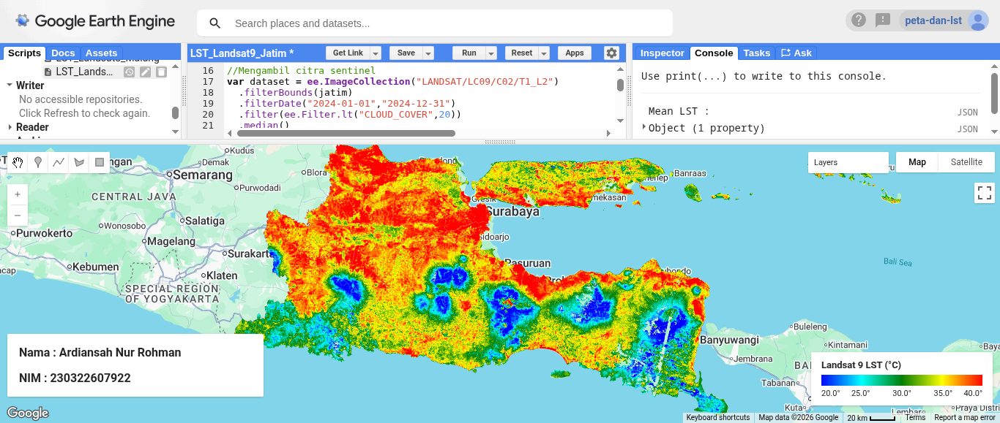 Google Earth Engine
Search places and datasets...
peta-dan-lst
Scripts
Docs
Assets
LST_Lands...
Writer
No accessible repositories.
Click Refresh to check again.
Reader
LST_Landsat9_Jatim *
Get Link
Save
Run
Reset
Apps
16 //Mengambil citra sentinel
17 var dataset = ee.ImageCollection("LANDSAT/LC09/C02/T1_L2")
18 .filterBounds(jatim)
19 .filterDate("2024-01-01","2024-12-31")
20 .filter(ee.Filter.lt("CLOUD_COVER",20))
21 .median()
Inspector
Console
Tasks
Ask
Use print(...) to write to this console.
Mean LST :
JSON
Object (1 property)
JSON
Layers
Map
Satellite
Kudus
Demak
Semarang
Blora
Purwodadi
CENTRAL JAVA
Salatiga
Wonosobo
Purwokerto
Magelang
Surakart
Kebumen
Klaten
SPECIAL REGION
OF YOGYAKARTA
Gresik
Surabaya
Sidoarjo
Pasuruan
mekasan
Banraas
Bali Sea
Banyuwangi
Buleleng
Kintamani
Jembrana
Tabanan
Kuta
Nama : Ardiansah Nur Rohman
NIM : 230322607922
Landsat 9 LST (°C)
20.0° 25.0° 30.0° 35.0° 40.0°
Google
Keyboard shortcuts
Map data ©2026 Google
20 km
Terms
Report a map error